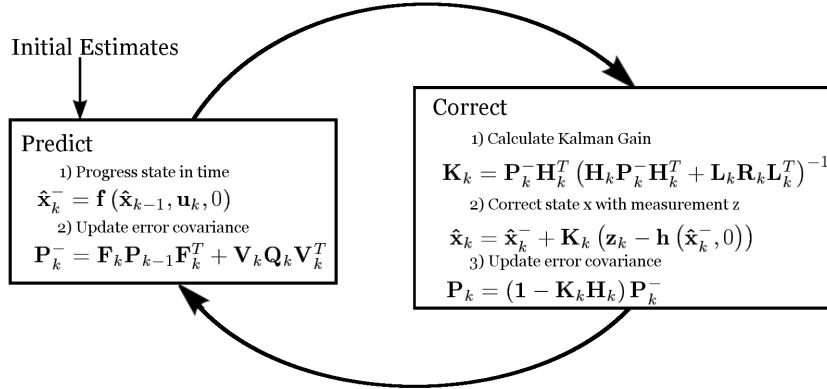 Initial Estimates
Predict
1) Progress state in time
x̂ₖ⁻ = f (x̂ₖ₋₁, uₖ, 0)
2) Update error covariance
Pₖ⁻ = FₖPₖ₋₁Fₖᵀ + VₖQₖVₖᵀ
Correct
1) Calculate Kalman Gain
Kₖ = Pₖ⁻Hₖᵀ (HₖPₖ⁻Hₖᵀ + LₖRₖLₖᵀ)⁻¹
2) Correct state x with measurement z
x̂ₖ = x̂ₖ⁻ + Kₖ (zₖ − h (x̂ₖ⁻, 0))
3) Update error covariance
Pₖ = (1 − KₖHₖ) Pₖ⁻